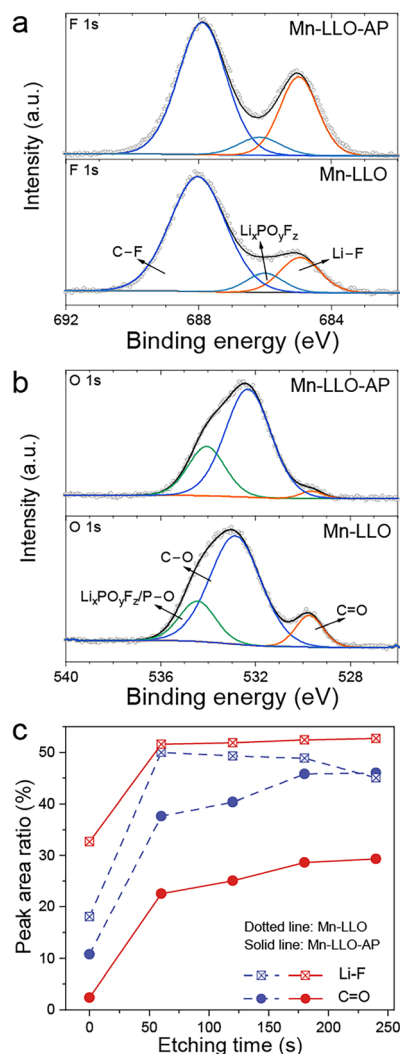 a
F 1s
Mn-LLO-AP
F 1s
Mn-LLO
LiₓPOᵧF_z
C–F
Li–F
Intensity (a.u.)
692
688
684
Binding energy (eV)
b
O 1s
Mn-LLO-AP
O 1s
Mn-LLO
C–O
LiₓPOᵧF_z/P–O
C=O
Intensity (a.u.)
540
536
532
528
Binding energy (eV)
c
Peak area ratio (%)
50
40
30
20
10
0
Dotted line: Mn-LLO
Solid line: Mn-LLO-AP
Li-F
C=O
0
50
100
150
200
250
Etching time (s)